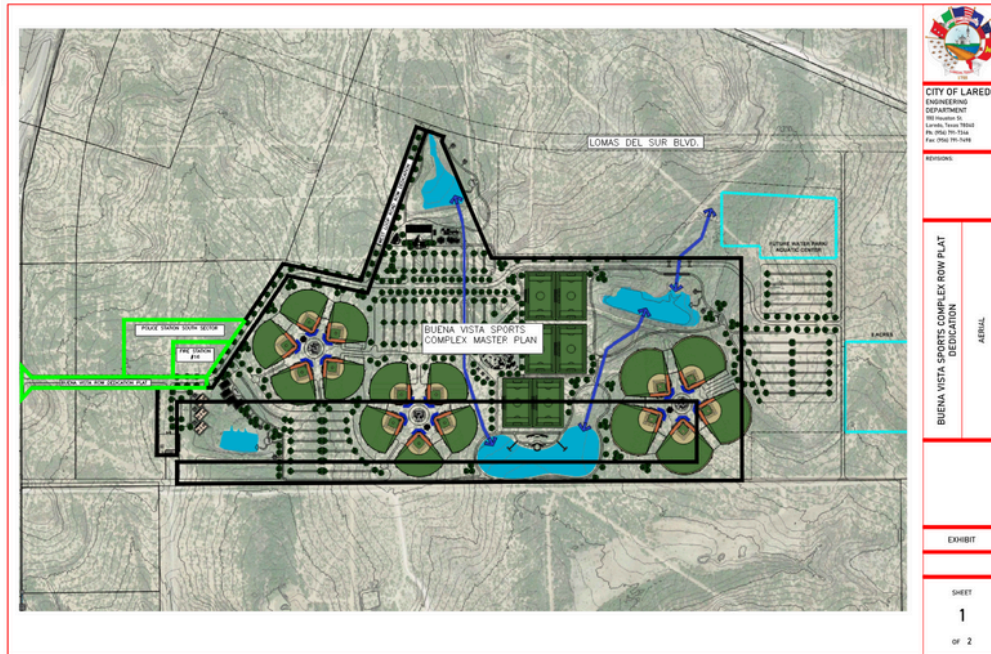 LOMAS DEL SUR BLVD.
FUTURE WATER PARK/
AQUATIC CENTER
BUENA VISTA SPORTS
COMPLEX MASTER PLAN
POLICE STATION SOUTH SECTOR
FIRE STATION
BUENA VISTA ROW DEDICATION PLAT
5 ACRES
CITY OF LARED
ENGINEERING
DEPARTMENT
Laredo, Texas 78040
REVISIONS:
BUENA VISTA SPORTS COMPLEX ROW PLAT
DEDICATION
AERIAL
EXHIBIT
SHEET
1
OF 2